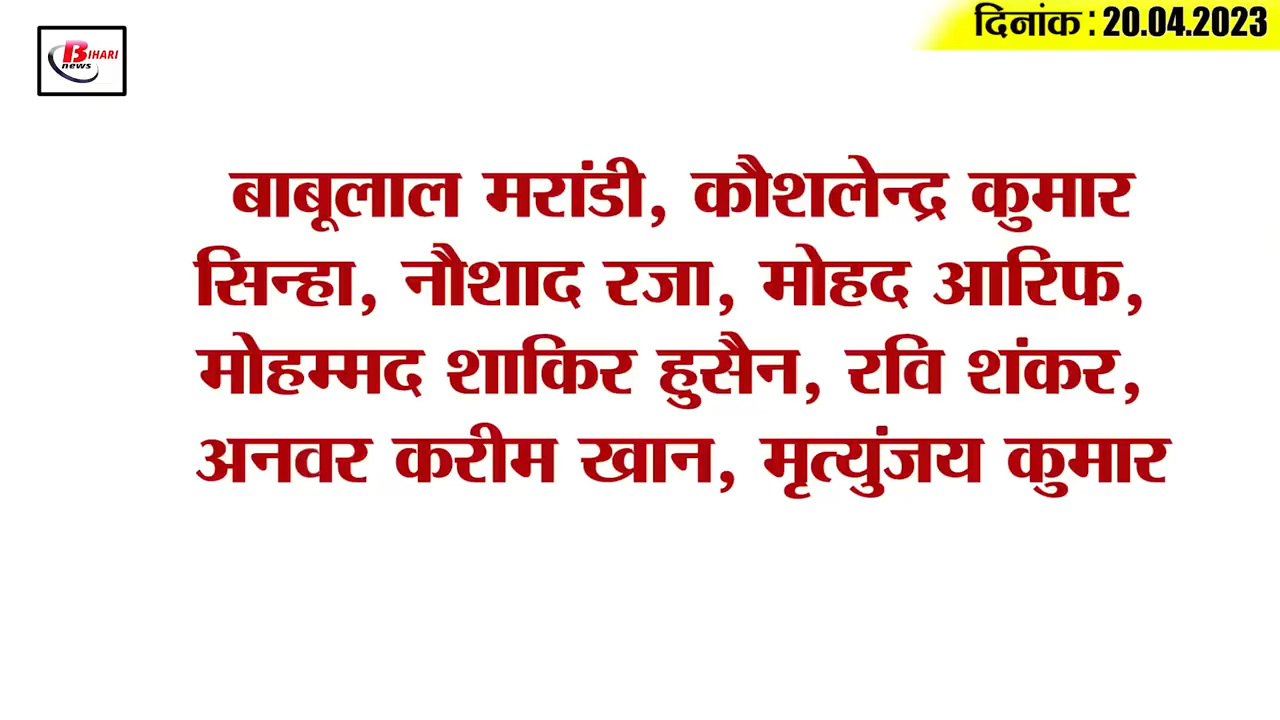 दिनांक : 20.04.2023
BIHARI
news
बाबूलाल मरांडी, कौशलेन्द्र कुमार
सिन्हा, नौशाद रजा, मोहद आरिफ,
मोहम्मद शाकिर हुसैन, रवि शंकर,
अनवर करीम खान, मृत्युंजय कुमार